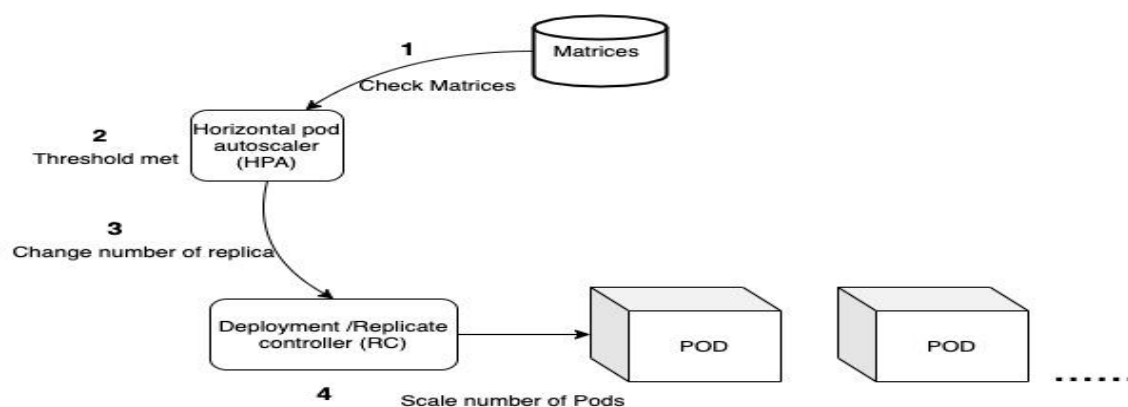 1
Matrices
Check Matrices
2
Threshold met
Horizontal pod
autoscaler
(HPA)
3
Change number of replica
Deployment /Replicate
controller (RC)
POD
POD
......
4
Scale number of Pods